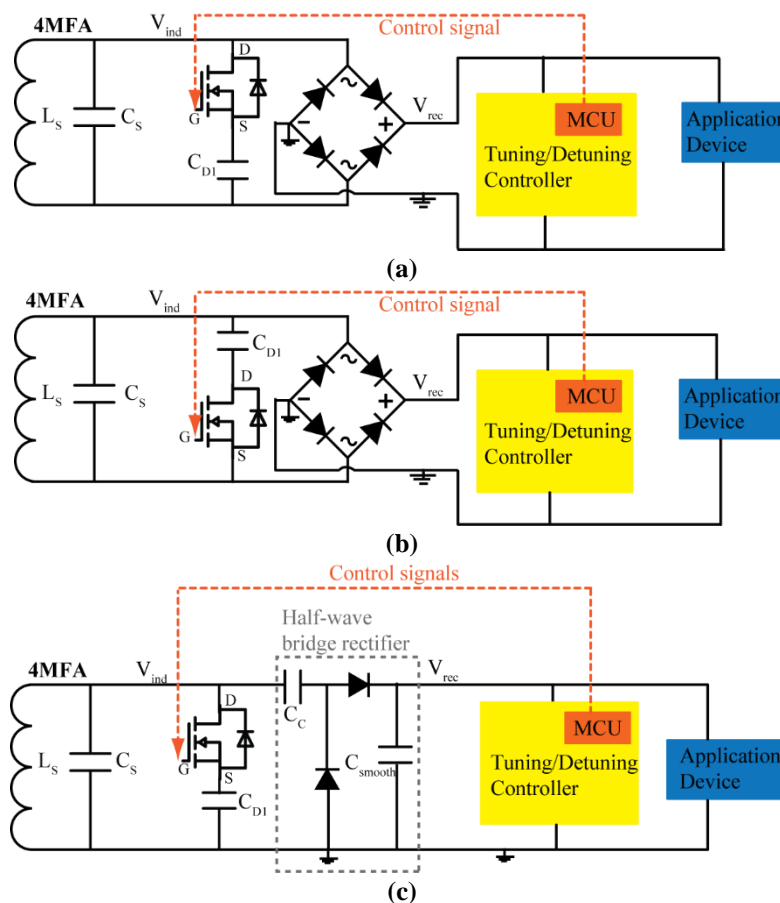 4MFA
V_ind
Control signal
D
G
S
L_S
C_S
C_D1
~
~
−
+
V_rec
MCU
Tuning/Detuning
Controller
Application
Device
(a)
4MFA
V_ind
Control signal
C_D1
D
G
S
L_S
C_S
~
~
−
+
V_rec
MCU
Tuning/Detuning
Controller
Application
Device
(b)
Control signals
Half-wave
bridge rectifier
4MFA
V_ind
V_rec
D
G
S
L_S
C_S
C_D1
C_C
C_smooth
MCU
Tuning/Detuning
Controller
Application
Device
(c)